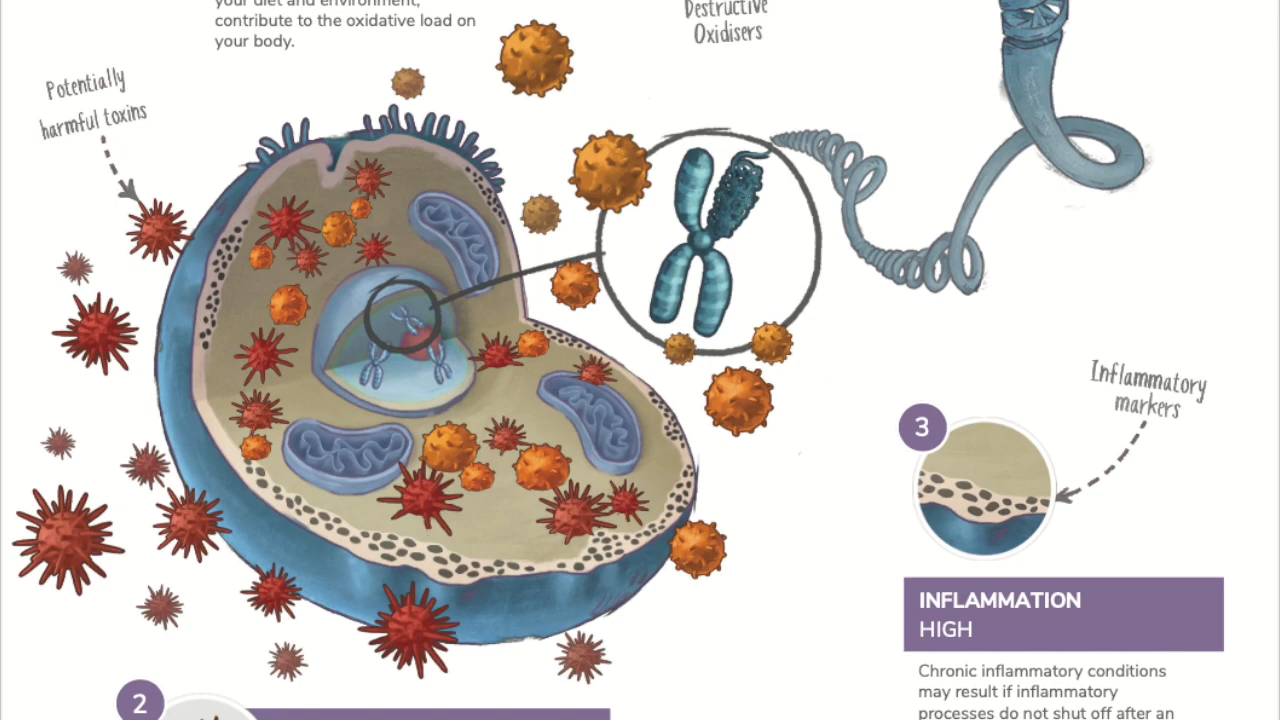 your diet and environment,
contribute to the oxidative load on
your body.
Destructive
Oxidisers
Potentially
harmful toxins
Inflammatory
markers
3
INFLAMMATION
HIGH
Chronic inflammatory conditions
may result if inflammatory
processes do not shut off after an
2